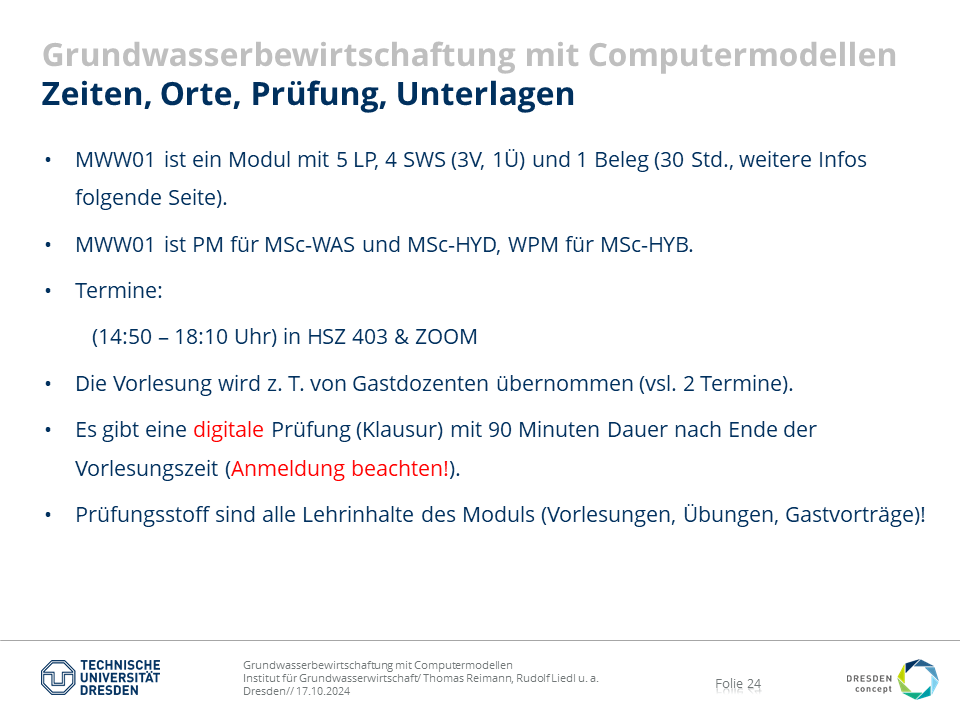 Grundwasserbewirtschaftung mit Computermodellen
Zeiten, Orte, Prüfung, Unterlagen
• MWW01 ist ein Modul mit 5 LP, 4 SWS (3V, 1Ü) und 1 Beleg (30 Std., weitere Infos
folgende Seite).
• MWW01 ist PM für MSc-WAS und MSc-HYD, WPM für MSc-HYB.
• Termine:
(14:50 – 18:10 Uhr) in HSZ 403 & ZOOM
• Die Vorlesung wird z. T. von Gastdozenten übernommen (vsl. 2 Termine).
• Es gibt eine digitale Prüfung (Klausur) mit 90 Minuten Dauer nach Ende der
Vorlesungszeit (Anmeldung beachten!).
• Prüfungsstoff sind alle Lehrinhalte des Moduls (Vorlesungen, Übungen, Gastvorträge)!
TECHNISCHE
UNIVERSITÄT
DRESDEN
Grundwasserbewirtschaftung mit Computermodellen
Institut für Grundwasserwirtschaft/ Thomas Reimann, Rudolf Liedl u. a.
Dresden// 17.10.2024
Folie 24
DRESDEN
concept